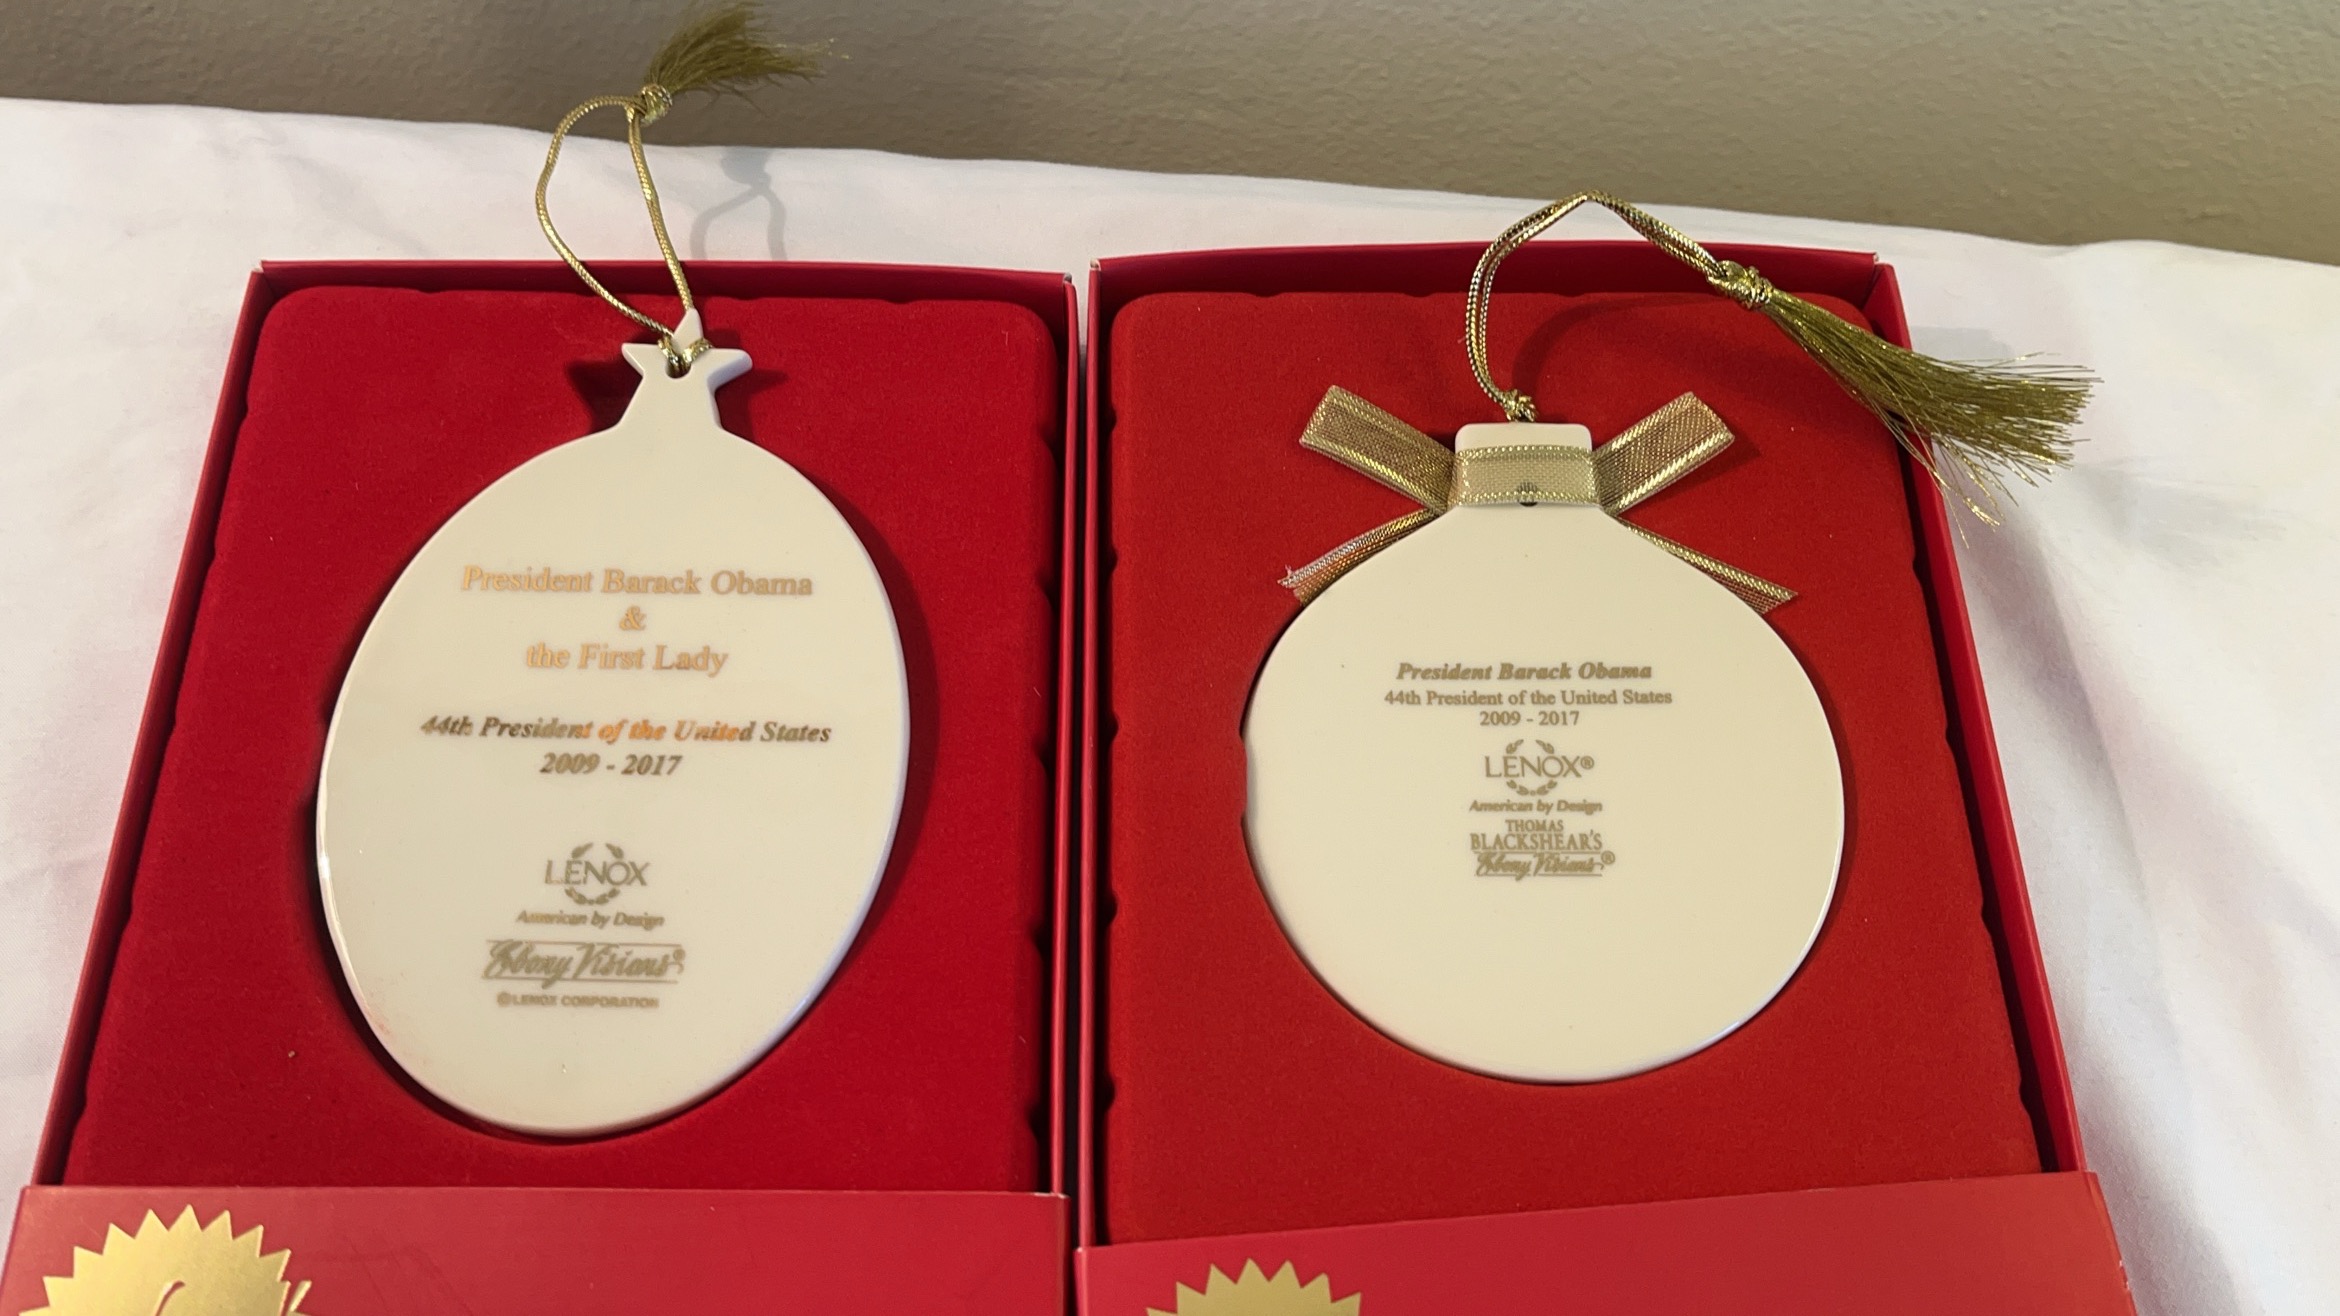 President Barack Obama
&
the First Lady
44th President of the United States
2009 - 2017
LENOX
American by Design
Ebony Visions®
©LENOX CORPORATION
President Barack Obama
44th President of the United States
2009 - 2017
LENOX®
American by Design
THOMAS
BLACKSHEAR'S
Ebony Visions®